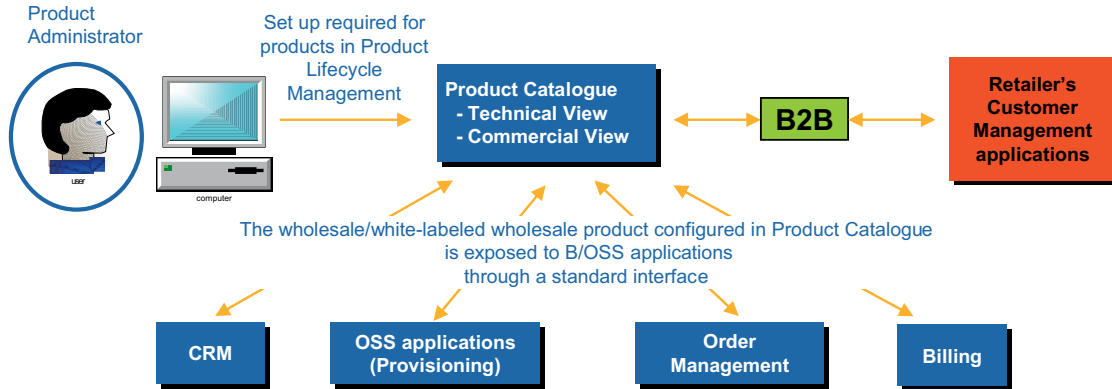 Product
Administrator
user
computer
Set up required for
products in Product
Lifecycle
Management
Product Catalogue
- Technical View
- Commercial View
B2B
Retailer's
Customer
Management
applications
The wholesale/white-labeled wholesale product configured in Product Catalogue
is exposed to B/OSS applications
through a standard interface
CRM
OSS applications
(Provisioning)
Order
Management
Billing